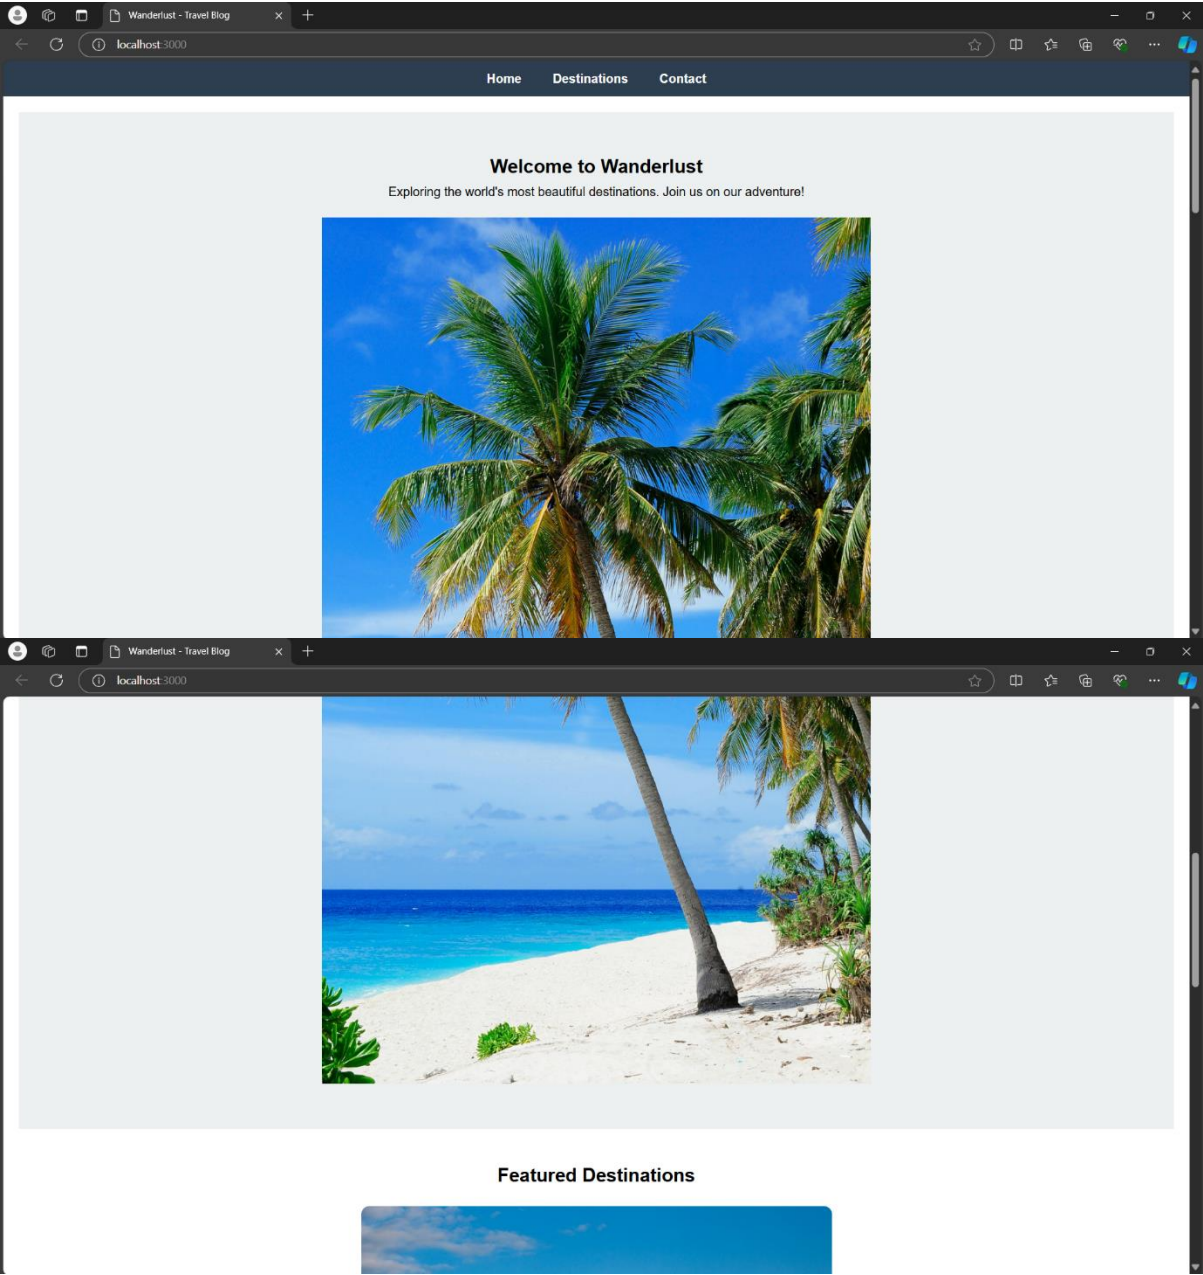 Wanderlust - Travel Blog
localhost:3000
Home Destinations Contact
Welcome to Wanderlust
Exploring the world's most beautiful destinations. Join us on our adventure!
Wanderlust - Travel Blog
localhost:3000
Featured Destinations